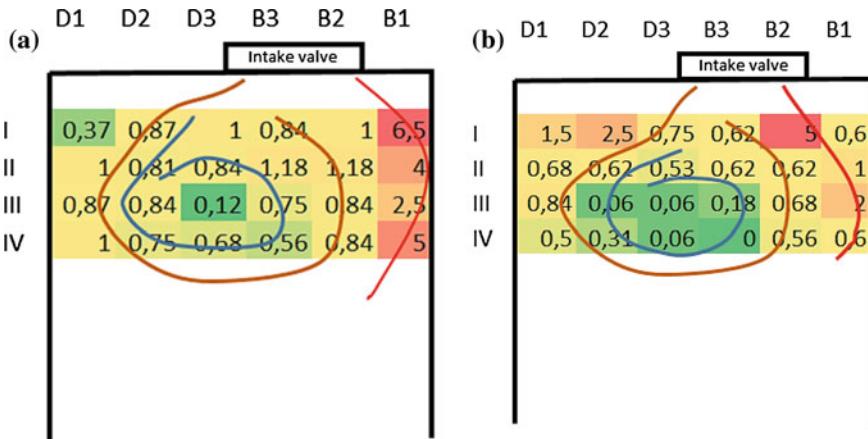 (a) D1 D2 D3 B3 B2 B1
Intake valve
I 0,37 0,87 1 0,84 1 6,5
II 1 0,81 0,84 1,18 1,18 4
III 0,87 0,84 0,12 0,75 0,84 2,5
IV 1 0,75 0,68 0,56 0,84 5
(b) D1 D2 D3 B3 B2 B1
Intake valve
I 1,5 2,5 0,75 0,62 5 0,6
II 0,68 0,62 0,53 0,62 0,62 1
III 0,84 0,06 0,06 0,18 0,68 2
IV 0,5 0,31 0,06 0 0,56 0,6